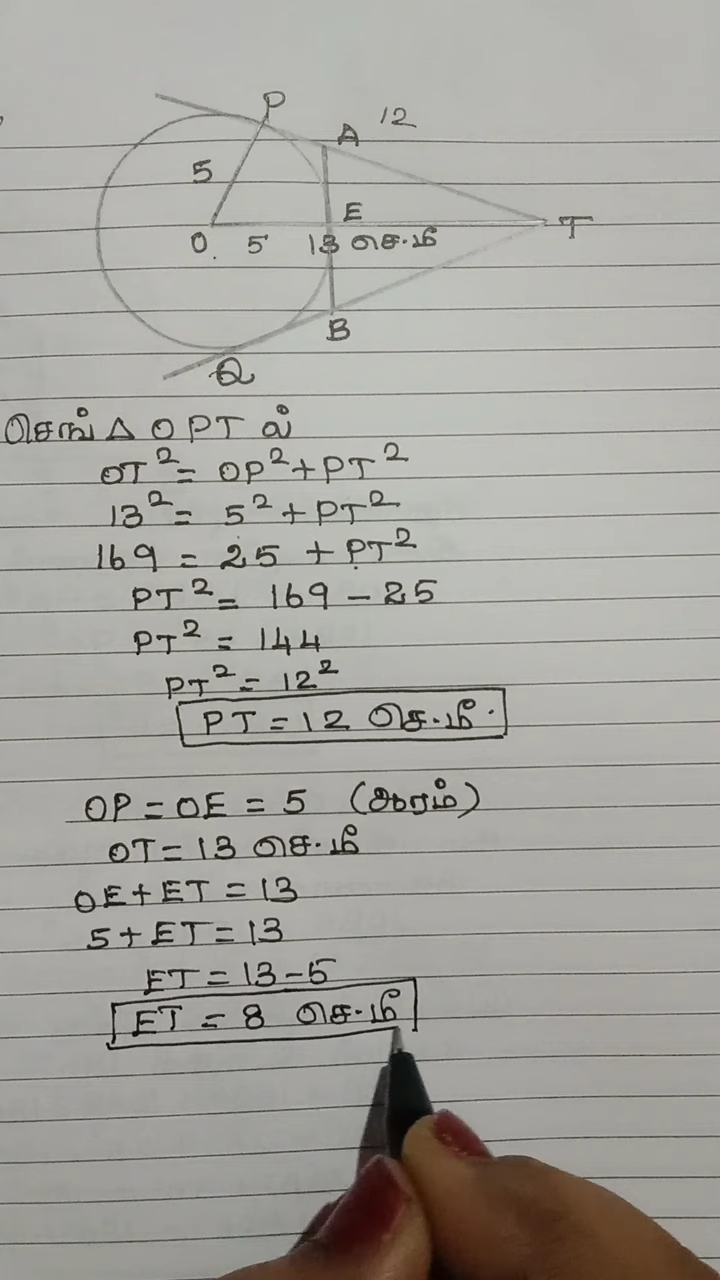 P
A 12
5
E
T
O 5 13 செ.மீ
B
Q
செங் Δ OPT ல்
OT² = OP² + PT²
13² = 5² + PT²
169 = 25 + PT²
PT² = 169 - 25
PT² = 144
PT² = 12²
PT = 12 செ.மீ.
OP = OE = 5 (ஆரம்)
OT = 13 செ.மீ
OE + ET = 13
5 + ET = 13
ET = 13 - 5
ET = 8 செ.மீ